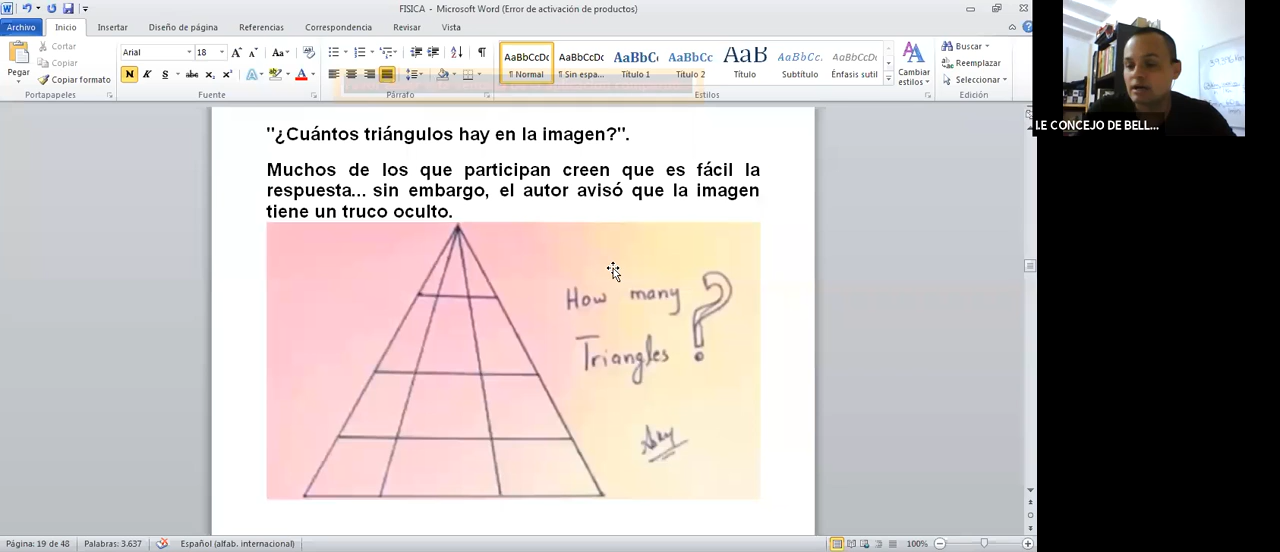 FISICA - Microsoft Word (Error de activación de productos)
Archivo Inicio Insertar Diseño de página Referencias Correspondencia Revisar Vista
Pegar
Cortar
Copiar
Copiar formato
Portapapeles
Arial 18
N K S abc x₂ x²
Fuente
Párrafo
AaBbCcDc AaBbCcDc AaBbC AaBbCc AaB AaBbCc. AaBbCcDc
¶ Normal ¶ Sin espa... Título 1 Título 2 Título Subtítulo Énfasis sutil
Estilos
Cambiar
estilos
Buscar
Reemplazar
Seleccionar
Edición
LE CONCEJO DE BELL...
"¿Cuántos triángulos hay en la imagen?".
Muchos de los que participan creen que es fácil la
respuesta... sin embargo, el autor avisó que la imagen
tiene un truco oculto.
How many
Triangles ?
Página: 19 de 48 Palabras: 3.637 Español (alfab. internacional) 100%